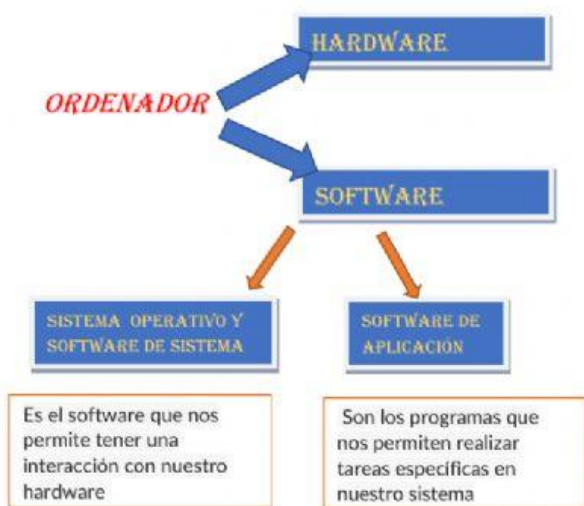 HARDWARE
ORDENADOR
SOFTWARE
SISTEMA OPERATIVO Y
SOFTWARE DE SISTEMA
SOFTWARE DE
APLICACIÓN
Es el software que nos
permite tener una
interacción con nuestro
hardware
Son los programas que
nos permiten realizar
tareas específicas en
nuestro sistema